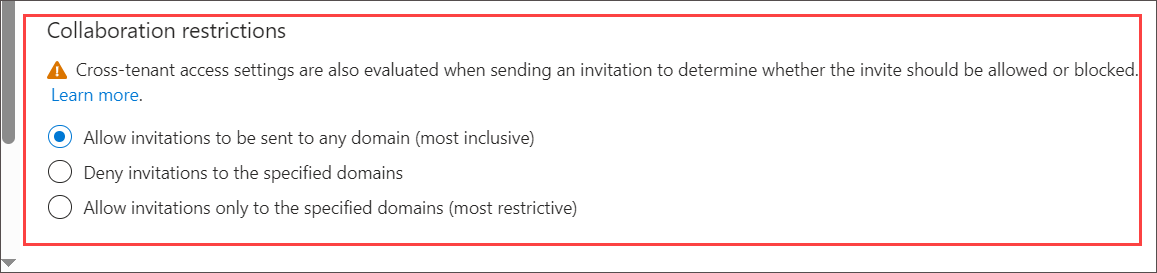 Collaboration restrictions
Cross-tenant access settings are also evaluated when sending an invitation to determine whether the invite should be allowed or blocked.
Learn more.
Allow invitations to be sent to any domain (most inclusive)
Deny invitations to the specified domains
Allow invitations only to the specified domains (most restrictive)